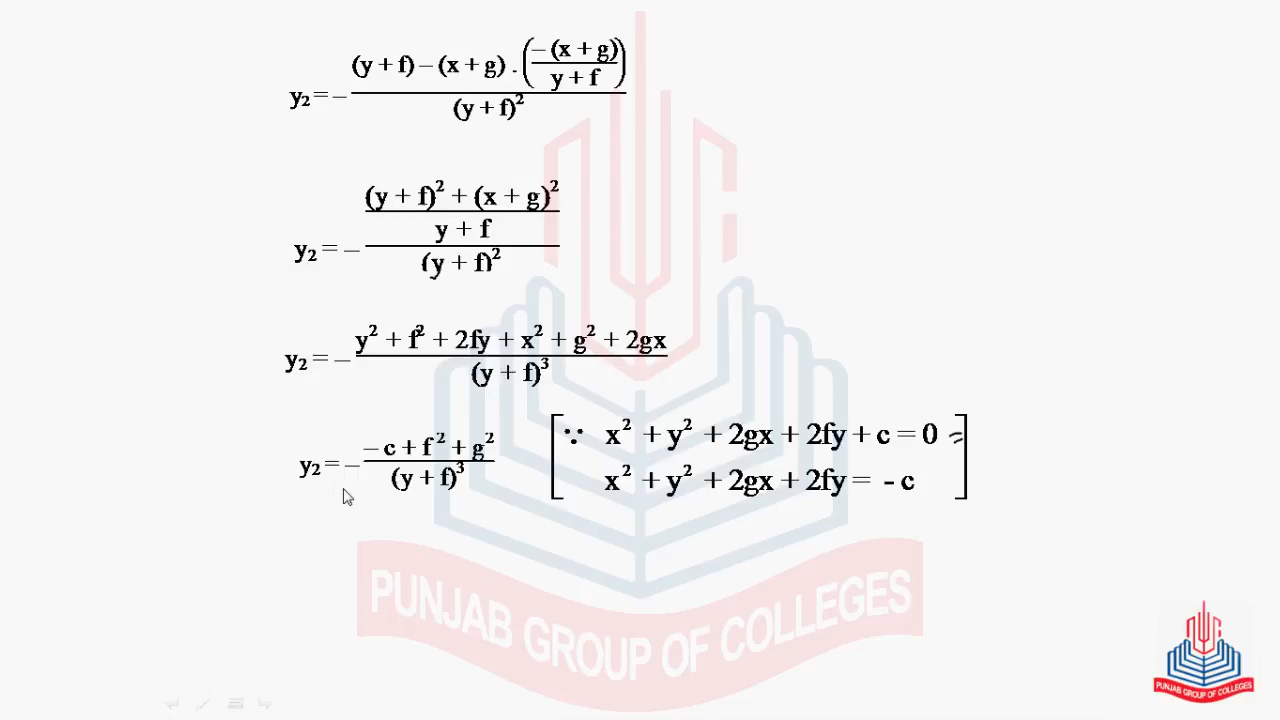 y₂ = − ((y + f) − (x + g) . (−(x + g) / (y + f))) / (y + f)²
y₂ = − (((y + f)² + (x + g)²) / (y + f)) / (y + f)²
y₂ = − (y² + f² + 2fy + x² + g² + 2gx) / (y + f)³
y₂ = − (− c + f² + g²) / (y + f)³ [∵ x² + y² + 2gx + 2fy + c = 0
x² + y² + 2gx + 2fy = - c]
PUNJAB GROUP OF COLLEGES
PUNJAB GROUP OF COLLEGES